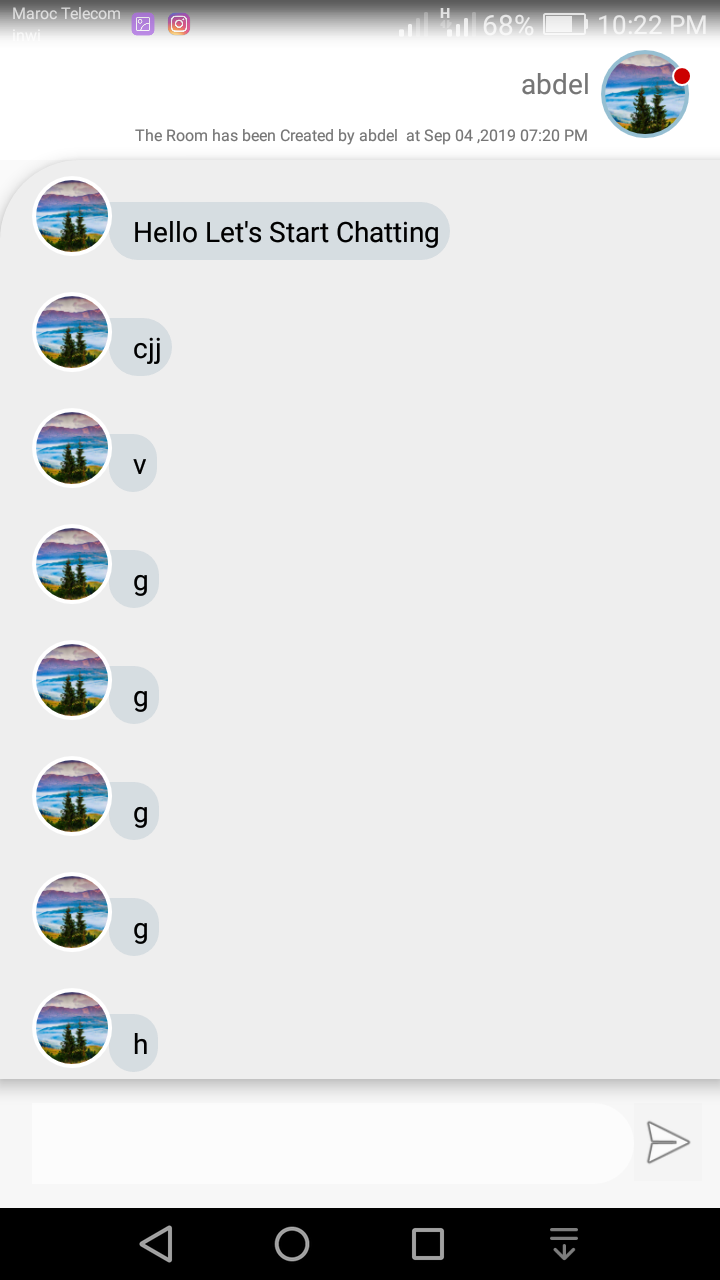 Maroc Telecom
inwi
H
68%
10:22 PM
abdel
The Room has been Created by abdel at Sep 04 ,2019 07:20 PM
Hello Let's Start Chatting
cjj
v
g
g
g
g
h